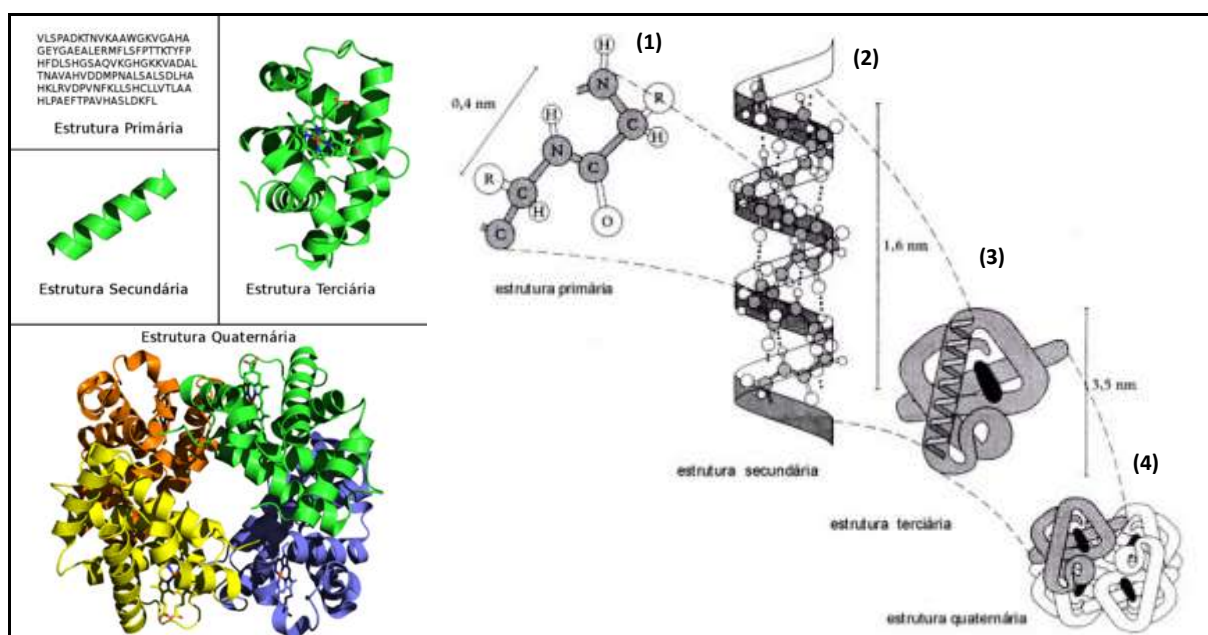 VLSPADKTNVKAAWGKVGAHA
GEYGAEALERMFLSFPTTKTYFP
HFDLSHGSAQVKGHGKKVADAL
TNAVAHVDDMPNALSALSDLHA
HKLRVDPVNFKLLSHCLLVTLAA
HLPAEFTPAVHASLDKFL
Estrutura Primária
Estrutura Secundária
Estrutura Terciária
Estrutura Quaternária
(1)
H
N
R
0,4 nm
H
C
H
N
C
R
C
H
O
C
estrutura primária
(2)
1,6 nm
estrutura secundária
(3)
3,5 nm
estrutura terciária
(4)
estrutura quaternária